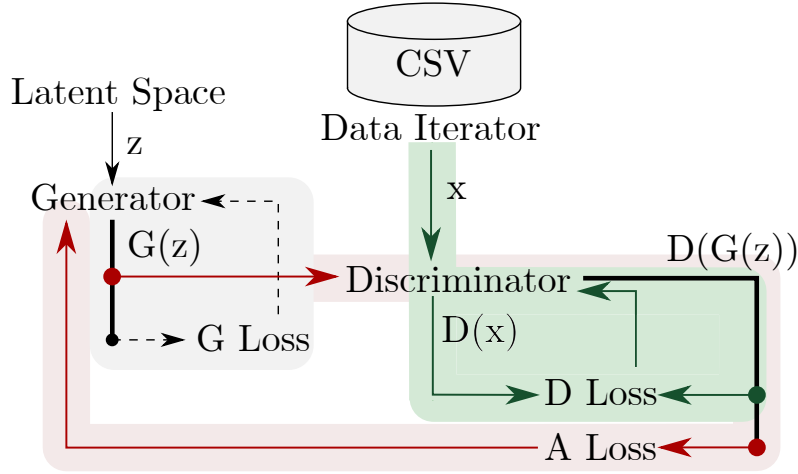 CSV
Latent Space
Data Iterator
z
x
Generator
G(z)
D(G(z))
Discriminator
D(x)
G Loss
D Loss
A Loss